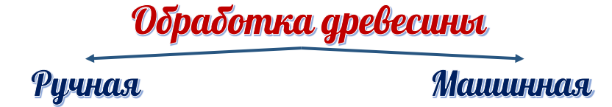 Обработка древесины
Ручная
Машинная